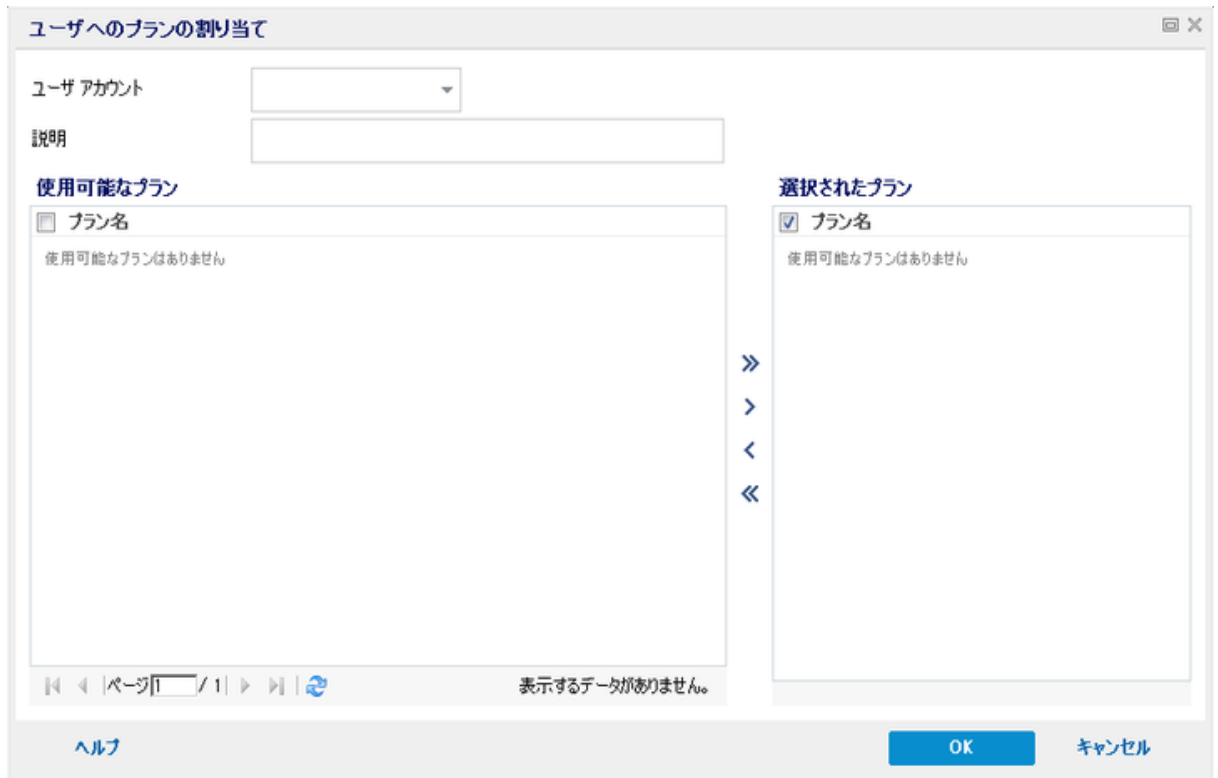 ユーザへのプランの割り当て
ユーザ アカウント
説明
使用可能なプラン
プラン名
使用可能なプランはありません
選択されたプラン
プラン名
使用可能なプランはありません
ページ 1 / 1
表示するデータがありません。
ヘルプ
OK
キャンセル